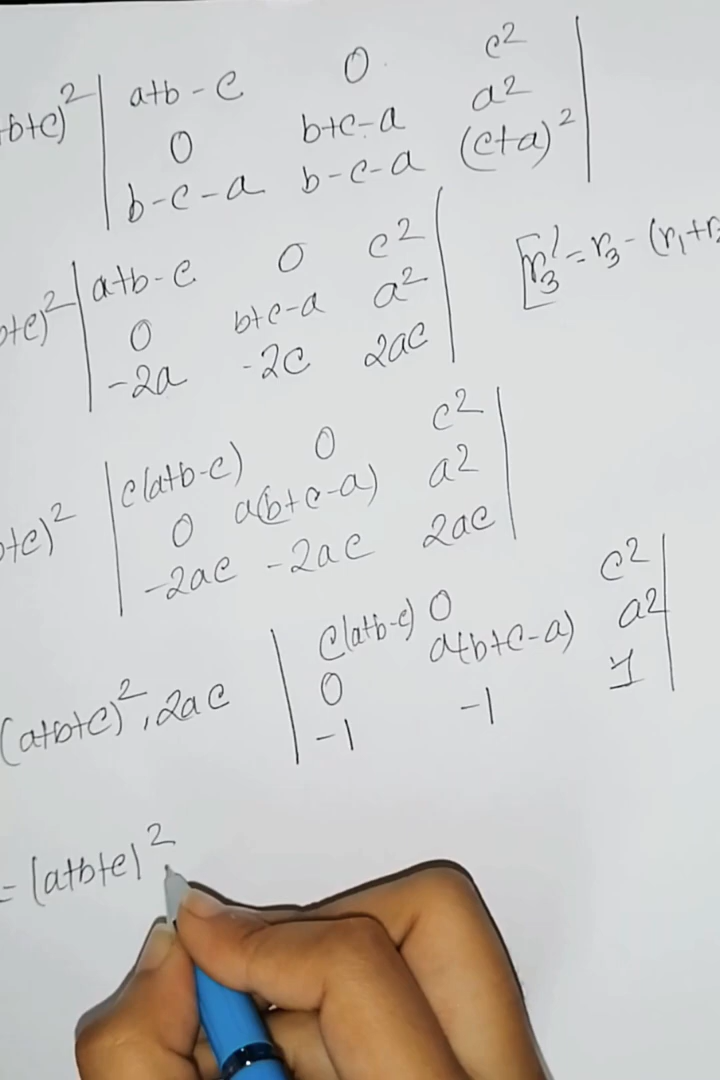 b+c)² | a+b-c 0 c² |
0 b+c-a a²
b-c-a b-c-a (c+a)²
b+c)² | a+b-c 0 c² | [r₃' = r₃ - (r₁+r₂
0 b+c-a a²
-2a -2c 2ac
b+c)² | c(a+b-c) 0 c² |
0 a(b+c-a) a²
-2ac -2ac 2ac
(a+b+c)², 2ac | c(a+b-c) 0 c² |
0 a(b+c-a) a²
-1 -1 1
= (a+b+c)²